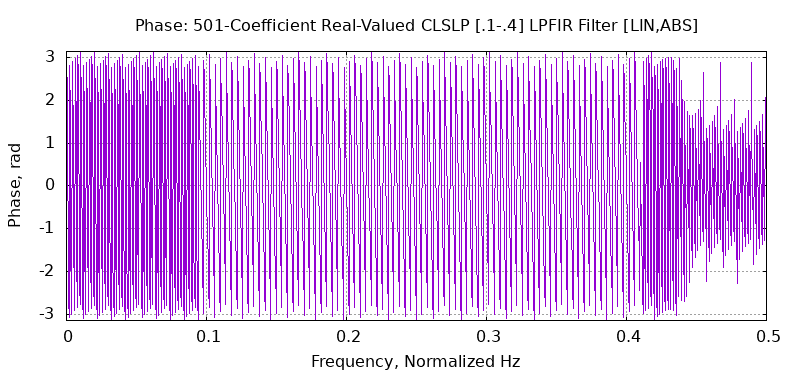 Phase: 501-Coefficient Real-Valued CLSLP [.1-.4] LPFIR Filter [LIN,ABS]
3
2
1
0
-1
-2
-3
Phase, rad
0 0.1 0.2 0.3 0.4 0.5
Frequency, Normalized Hz